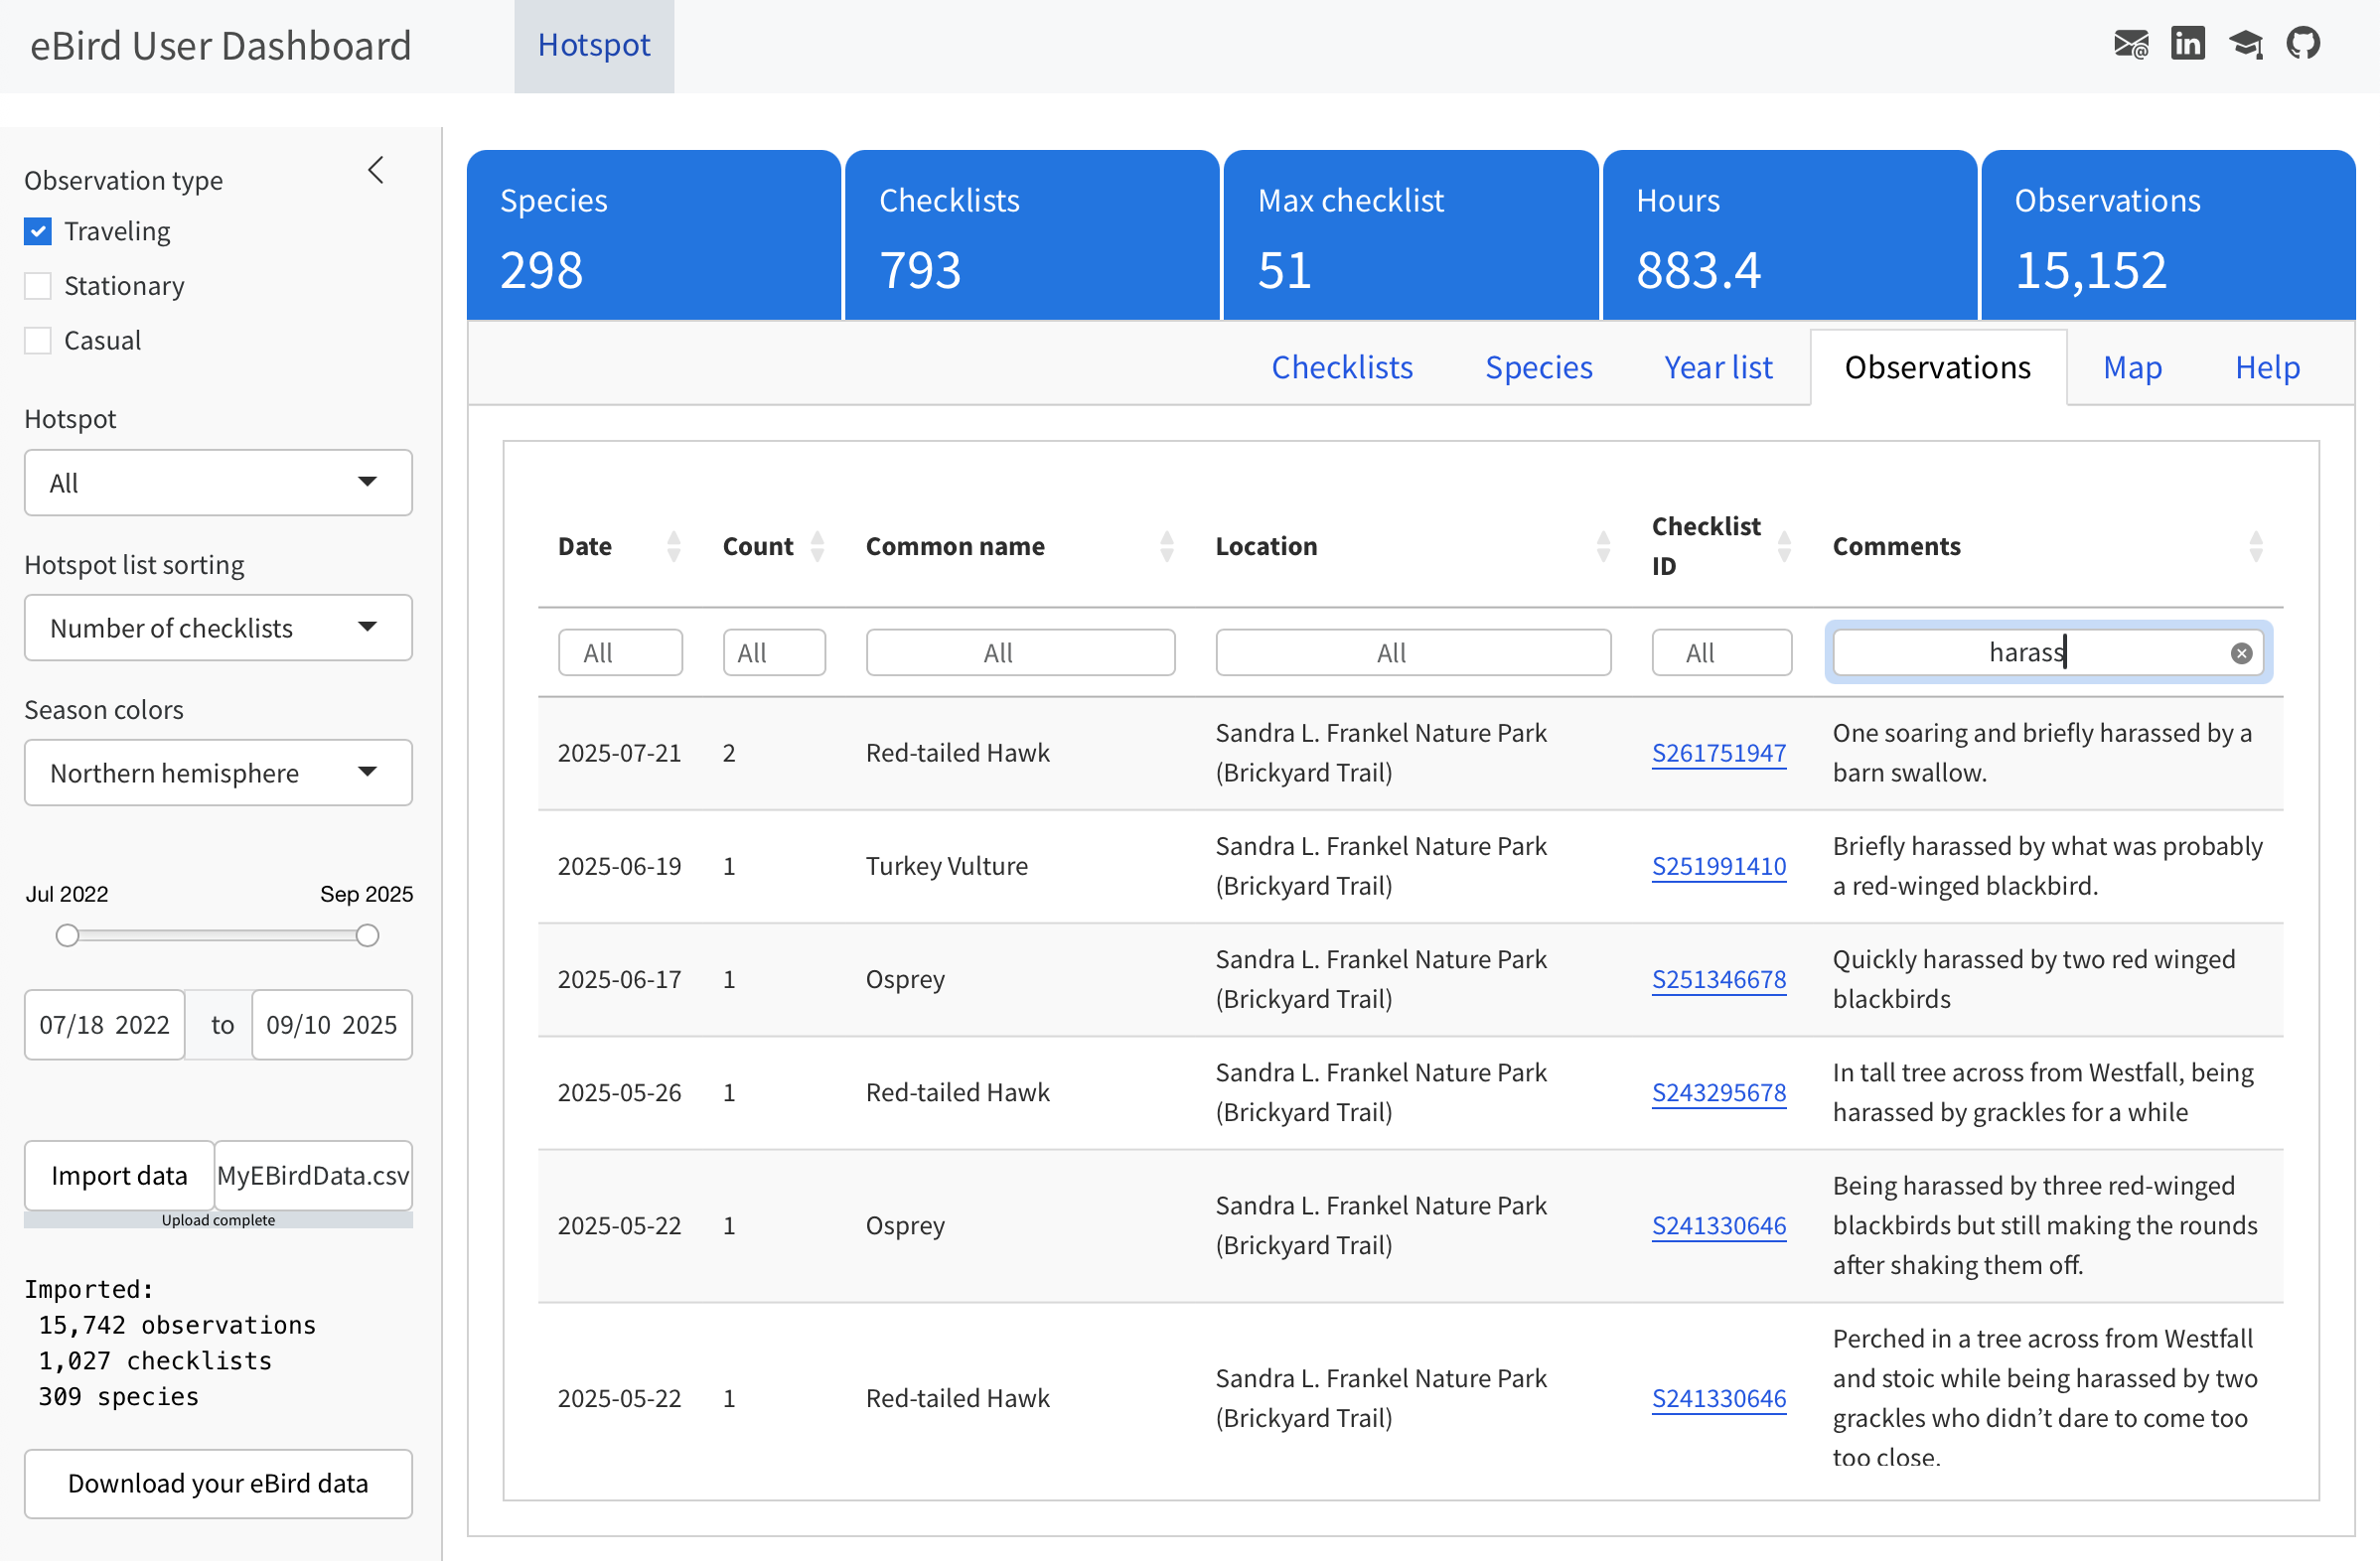 eBird User Dashboard
Hotspot
Observation type
Traveling
Stationary
Casual
Hotspot
All
Hotspot list sorting
Number of checklists
Season colors
Northern hemisphere
Jul 2022
Sep 2025
07/18 2022 to 09/10 2025
Import data MyEBirdData.csv
Upload complete
Imported:
15,742 observations
1,027 checklists
309 species
Download your eBird data
Species
298
Checklists
793
Max checklist
51
Hours
883.4
Observations
15,152
Checklists Species Year list Observations Map Help
Date Count Common name Location Checklist ID Comments
All All All All All harass
2025-07-21 2 Red-tailed Hawk
Sandra L. Frankel Nature Park
(Brickyard Trail)
S261751947
One soaring and briefly harassed by a
barn swallow.
2025-06-19 1 Turkey Vulture
Sandra L. Frankel Nature Park
(Brickyard Trail)
S251991410
Briefly harassed by what was probably
a red-winged blackbird.
2025-06-17 1 Osprey
Sandra L. Frankel Nature Park
(Brickyard Trail)
S251346678
Quickly harassed by two red winged
blackbirds
2025-05-26 1 Red-tailed Hawk
Sandra L. Frankel Nature Park
(Brickyard Trail)
S243295678
In tall tree across from Westfall, being
harassed by grackles for a while
2025-05-22 1 Osprey
Sandra L. Frankel Nature Park
(Brickyard Trail)
S241330646
Being harassed by three red-winged
blackbirds but still making the rounds
after shaking them off.
2025-05-22 1 Red-tailed Hawk
Sandra L. Frankel Nature Park
(Brickyard Trail)
S241330646
Perched in a tree across from Westfall
and stoic while being harassed by two
grackles who didn’t dare to come too
too close.